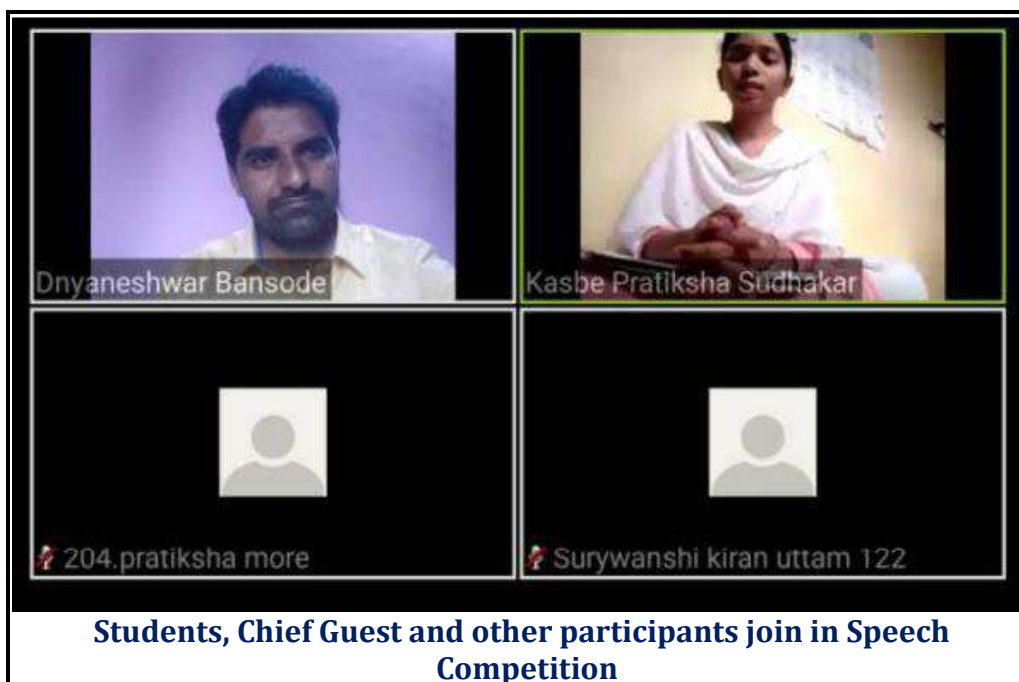 Dnyaneshwar Bansode
Kasbe Pratiksha Sudhakar
204.pratiksha more
Surywanshi kiran uttam 122
Students, Chief Guest and other participants join in Speech
Competition